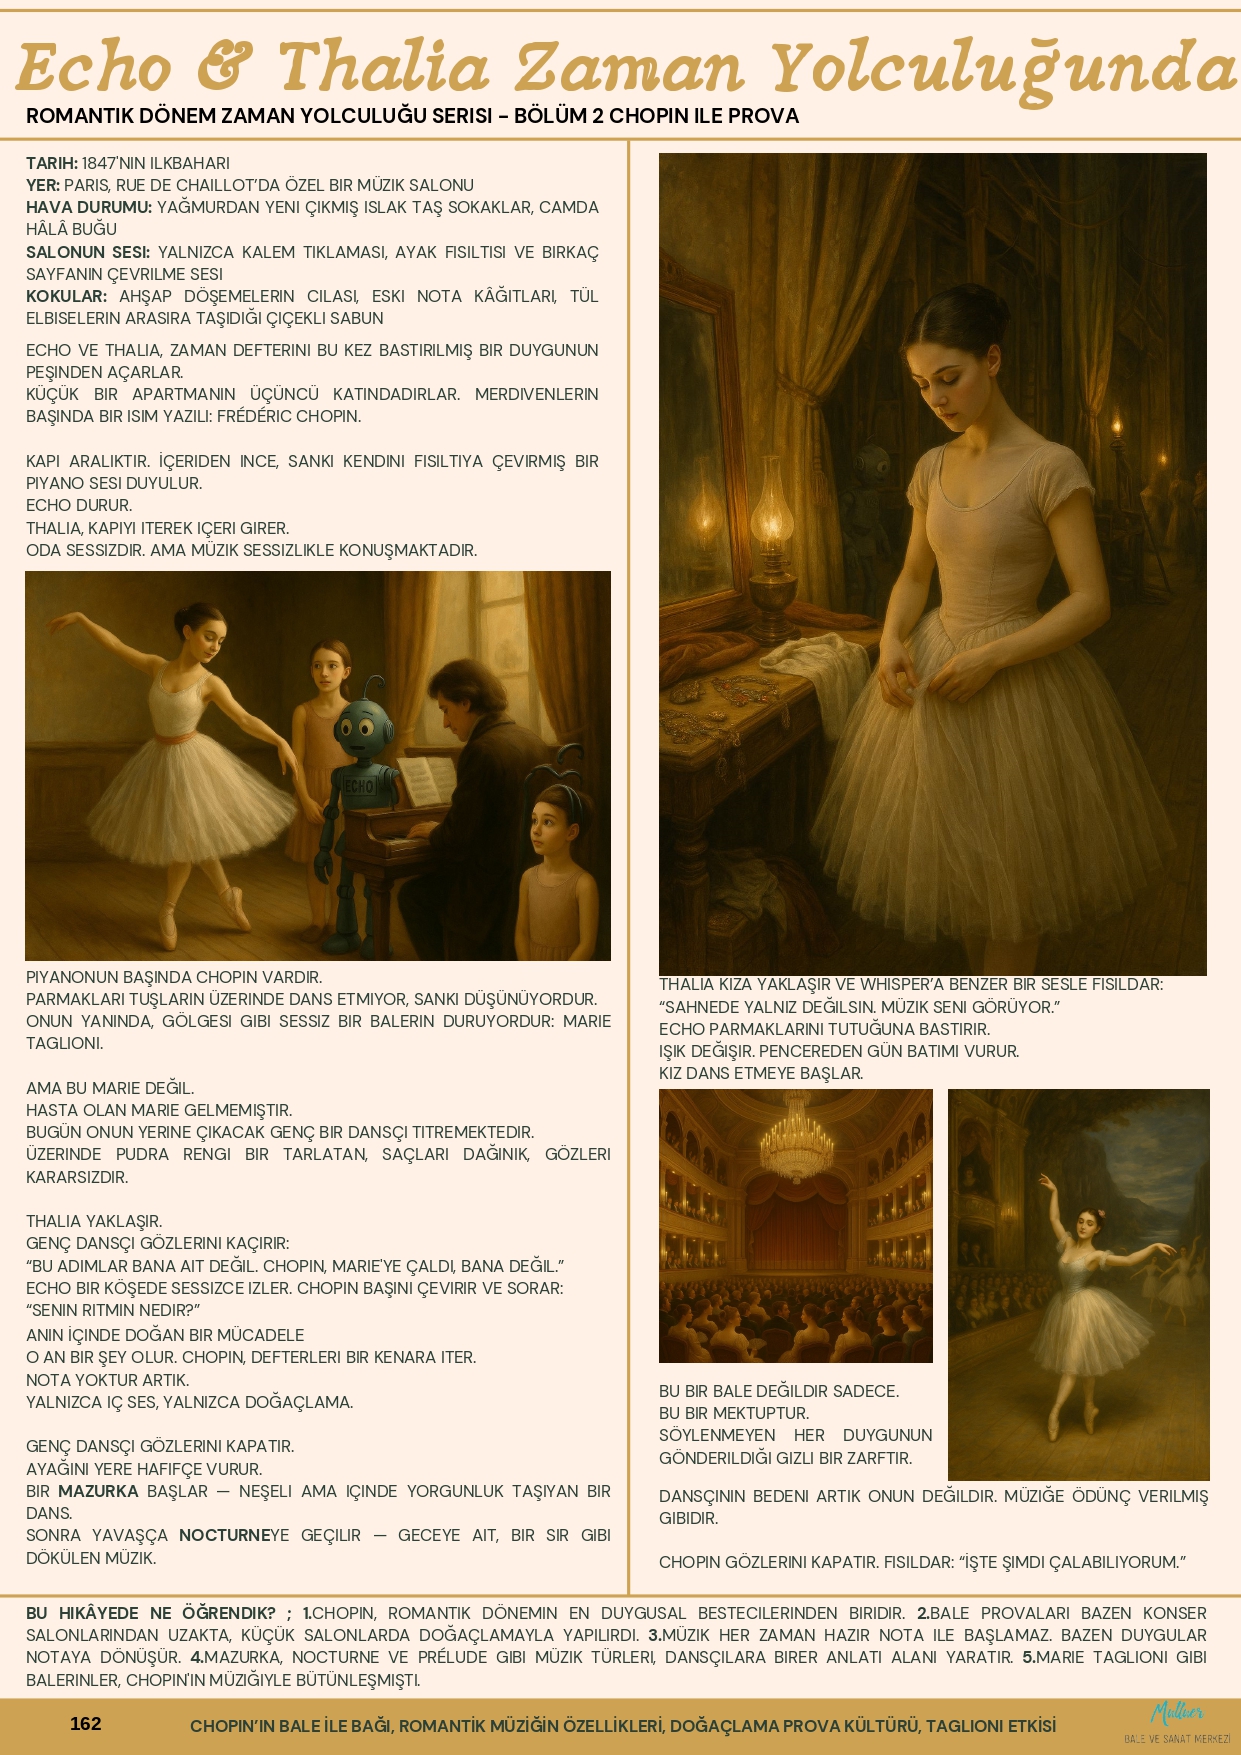 Echo & Thalia Zaman Yolculuğunda
ROMANTIK DÖNEM ZAMAN YOLCULUĞU SERISI - BÖLÜM 2 CHOPIN ILE PROVA
TARIH: 1847'NIN ILKBAHARI
YER: PARIS, RUE DE CHAILLOT’DA ÖZEL BIR MÜZIK SALONU
HAVA DURUMU: YAĞMURDAN YENI ÇIKMIŞ ISLAK TAŞ SOKAKLAR, CAMDA
HÂLÂ BUĞU
SALONUN SESI: YALNIZCA KALEM TIKLAMASI, AYAK FISILTISI VE BIRKAÇ
SAYFANIN ÇEVRILME SESI
KOKULAR: AHŞAP DÖŞEMELERIN CILASI, ESKI NOTA KÂĞITLARI, TÜL
ELBISELERIN ARASIRA TAŞIDIĞI ÇIÇEKLI SABUN
ECHO VE THALIA, ZAMAN DEFTERINI BU KEZ BASTIRILMIŞ BIR DUYGUNUN
PEŞINDEN AÇARLAR.
KÜÇÜK BIR APARTMANIN ÜÇÜNCÜ KATINDADIRLAR. MERDIVENLERIN
BAŞINDA BIR ISIM YAZILI: FRÉDÉRIC CHOPIN.
KAPI ARALIKTIR. İÇERIDEN INCE, SANKI KENDINI FISILTIYA ÇEVIRMIŞ BIR
PIYANO SESI DUYULUR.
ECHO DURUR.
THALIA, KAPIYI ITEREK IÇERI GIRER.
ODA SESSIZDIR. AMA MÜZIK SESSIZLIKLE KONUŞMAKTADIR.
ECHO
PIYANONUN BAŞINDA CHOPIN VARDIR.
PARMAKLARI TUŞLARIN ÜZERINDE DANS ETMIYOR, SANKI DÜŞÜNÜYORDUR.
ONUN YANINDA, GÖLGESI GIBI SESSIZ BIR BALERIN DURUYORDUR: MARIE
TAGLIONI.
AMA BU MARIE DEĞIL.
HASTA OLAN MARIE GELMEMIŞTIR.
BUGÜN ONUN YERINE ÇIKACAK GENÇ BIR DANSÇI TITREMEKTEDIR.
ÜZERINDE PUDRA RENGI BIR TARLATAN, SAÇLARI DAĞINIK, GÖZLERI
KARARSIZDIR.
THALIA YAKLAŞIR.
GENÇ DANSÇI GÖZLERINI KAÇIRIR:
“BU ADIMLAR BANA AIT DEĞIL. CHOPIN, MARIE'YE ÇALDI, BANA DEĞIL.”
ECHO BIR KÖŞEDE SESSIZCE IZLER. CHOPIN BAŞINI ÇEVIRIR VE SORAR:
“SENIN RITMIN NEDIR?”
ANIN İÇINDE DOĞAN BIR MÜCADELE
O AN BIR ŞEY OLUR. CHOPIN, DEFTERLERI BIR KENARA ITER.
NOTA YOKTUR ARTIK.
YALNIZCA IÇ SES, YALNIZCA DOĞAÇLAMA.
GENÇ DANSÇI GÖZLERINI KAPATIR.
AYAĞINI YERE HAFIFÇE VURUR.
BIR MAZURKA BAŞLAR — NEŞELI AMA IÇINDE YORGUNLUK TAŞIYAN BIR
DANS.
SONRA YAVAŞÇA NOCTURNEYE GEÇILIR — GECEYE AIT, BIR SIR GIBI
DÖKÜLEN MÜZIK.
THALIA KIZA YAKLAŞIR VE WHISPER’A BENZER BIR SESLE FISILDAR:
“SAHNEDE YALNIZ DEĞILSIN. MÜZIK SENI GÖRÜYOR.”
ECHO PARMAKLARINI TUTUĞUNA BASTIRIR.
IŞIK DEĞIŞIR. PENCEREDEN GÜN BATIMI VURUR.
KIZ DANS ETMEYE BAŞLAR.
BU BIR BALE DEĞILDIR SADECE.
BU BIR MEKTUPTUR.
SÖYLENMEYEN HER DUYGUNUN
GÖNDERILDIĞI GIZLI BIR ZARFTIR.
DANSÇININ BEDENI ARTIK ONUN DEĞILDIR. MÜZIĞE ÖDÜNÇ VERILMIŞ
GIBIDIR.
CHOPIN GÖZLERINI KAPATIR. FISILDAR: “İŞTE ŞIMDI ÇALABILIYORUM.”
BU HIKÂYEDE NE ÖĞRENDIK? ; 1.CHOPIN, ROMANTIK DÖNEMIN EN DUYGUSAL BESTECILERINDEN BIRIDIR. 2.BALE PROVALARI BAZEN KONSER
SALONLARINDAN UZAKTA, KÜÇÜK SALONLARDA DOĞAÇLAMAYLA YAPILIRDI. 3.MÜZIK HER ZAMAN HAZIR NOTA ILE BAŞLAMAZ. BAZEN DUYGULAR
NOTAYA DÖNÜŞÜR. 4.MAZURKA, NOCTURNE VE PRÉLUDE GIBI MÜZIK TÜRLERI, DANSÇILARA BIRER ANLATI ALANI YARATIR. 5.MARIE TAGLIONI GIBI
BALERINLER, CHOPIN'IN MÜZIĞIYLE BÜTÜNLEŞMIŞTI.
162
CHOPIN’IN BALE İLE BAĞI, ROMANTİK MÜZİĞİN ÖZELLİKLERİ, DOĞAÇLAMA PROVA KÜLTÜRÜ, TAGLIONI ETKİSİ
BALE VE SANAT MERKEZİ